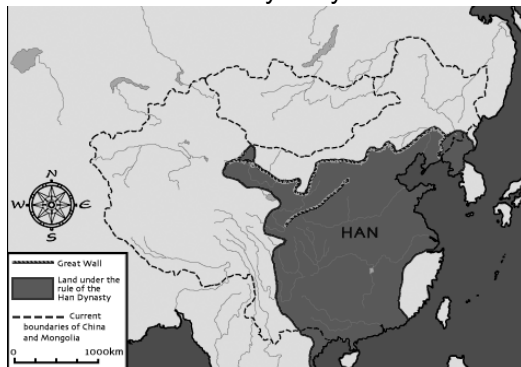 N
W E
S
HAN
Great Wall
Land under the
rule of the
Han Dynasty
Current
boundaries of China
and Mongolia
0 1000km